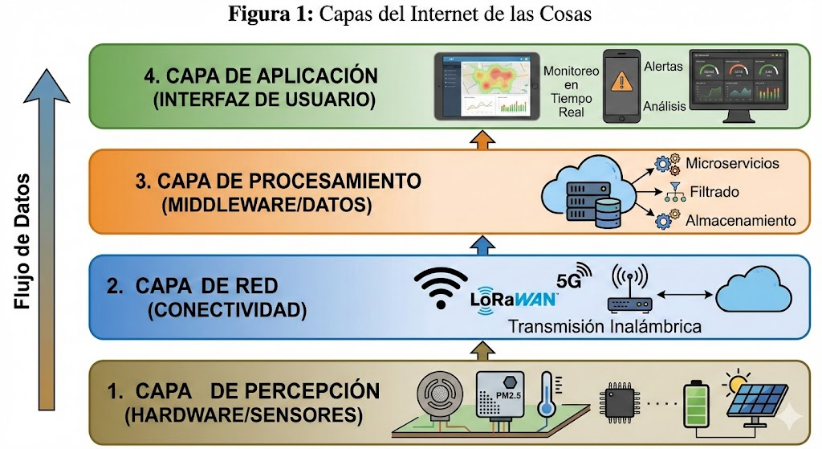 Figura 1: Capas del Internet de las Cosas
Flujo de Datos
4. CAPA DE APLICACIÓN
(INTERFAZ DE USUARIO)
Monitoreo
en
Tiempo
Real
Alertas
Análisis
3. CAPA DE PROCESAMIENTO
(MIDDLEWARE/DATOS)
Microservicios
Filtrado
Almacenamiento
2. CAPA DE RED
(CONECTIVIDAD)
LoRaWAN
5G
Transmisión Inalámbrica
1. CAPA DE PERCEPCIÓN
(HARDWARE/SENSORES)
PM2.5